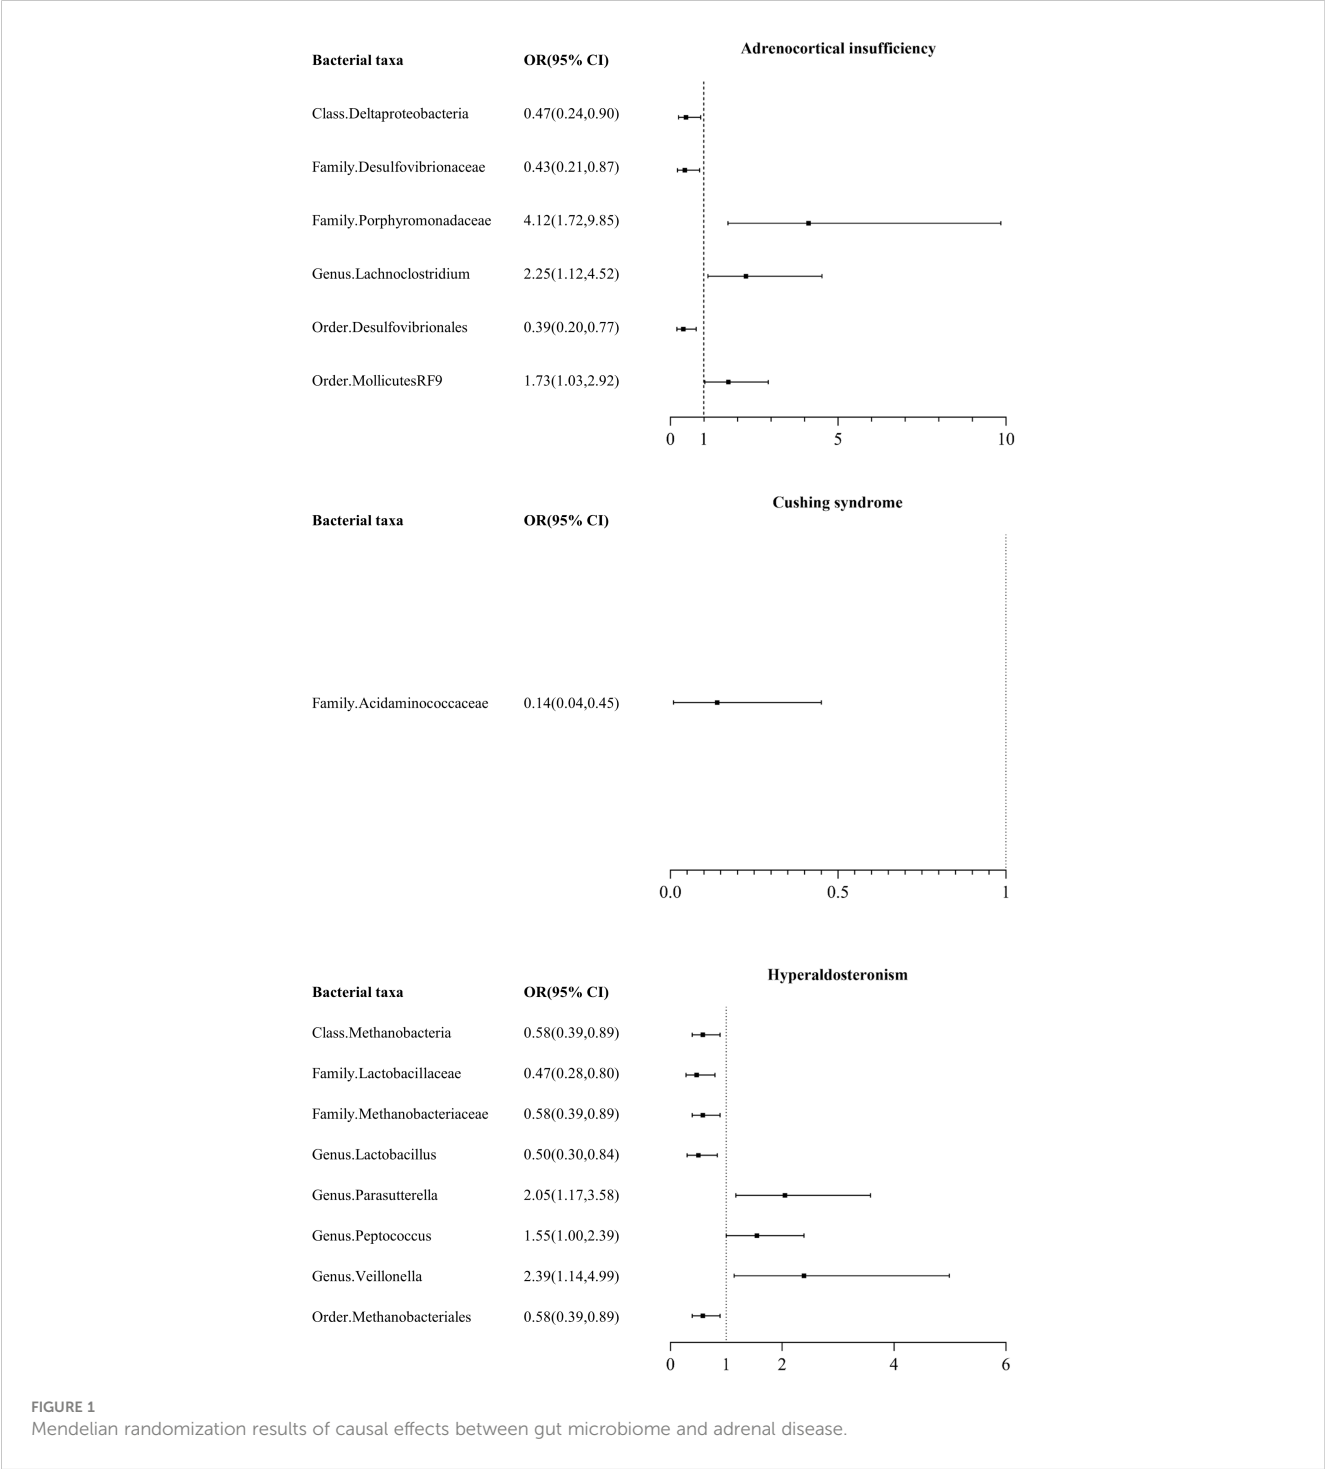 Adrenocortical insufficiency
Bacterial taxa OR(95% CI)
Class.Deltaproteobacteria 0.47(0.24,0.90)
Family.Desulfovibrionaceae 0.43(0.21,0.87)
Family.Porphyromonadaceae 4.12(1.72,9.85)
Genus.Lachnoclostridium 2.25(1.12,4.52)
Order.Desulfovibrionales 0.39(0.20,0.77)
Order.MollicutesRF9 1.73(1.03,2.92)
0 1 5 10
Cushing syndrome
Bacterial taxa OR(95% CI)
Family.Acidaminococcaceae 0.14(0.04,0.45)
0.0 0.5 1
Hyperaldosteronism
Bacterial taxa OR(95% CI)
Class.Methanobacteria 0.58(0.39,0.89)
Family.Lactobacillaceae 0.47(0.28,0.80)
Family.Methanobacteriaceae 0.58(0.39,0.89)
Genus.Lactobacillus 0.50(0.30,0.84)
Genus.Parasutterella 2.05(1.17,3.58)
Genus.Peptococcus 1.55(1.00,2.39)
Genus.Veillonella 2.39(1.14,4.99)
Order.Methanobacteriales 0.58(0.39,0.89)
0 1 2 4 6
FIGURE 1
Mendelian randomization results of causal effects between gut microbiome and adrenal disease.